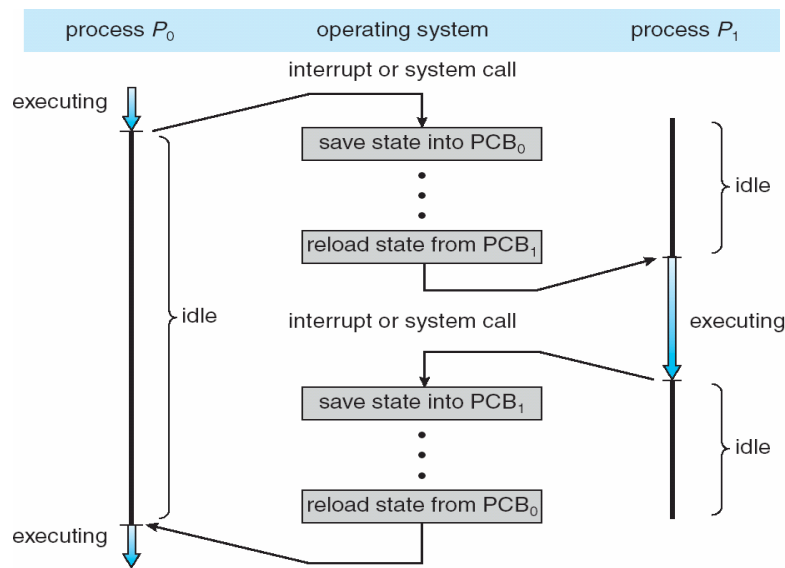 process P₀ operating system process P₁
interrupt or system call
executing
save state into PCB₀
idle
reload state from PCB₁
idle
interrupt or system call
executing
save state into PCB₁
idle
reload state from PCB₀
executing